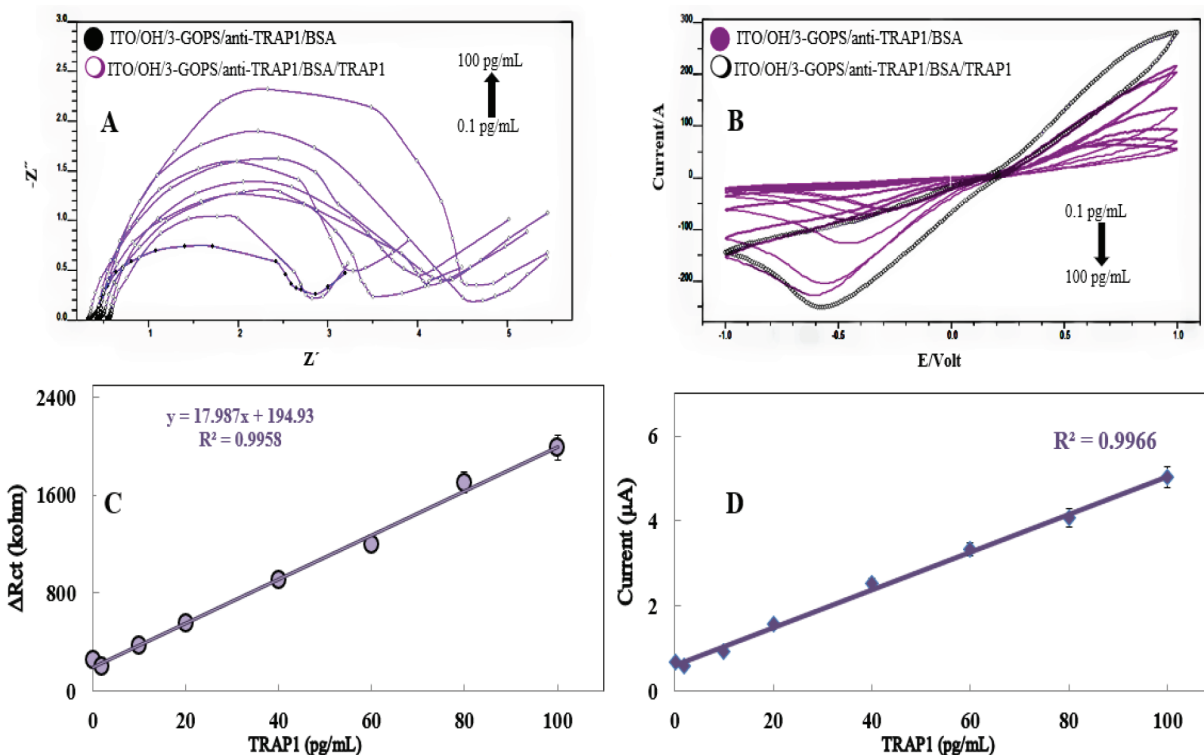 ITO/OH/3-GOPS/anti-TRAP1/BSA
ITO/OH/3-GOPS/anti-TRAP1/BSA/TRAP1
100 pg/mL
0.1 pg/mL
A
-Z˝
3.0
2.5
2.0
1.5
1.0
0.5
0.0
1
2
3
4
5
Z´
ITO/OH/3-GOPS/anti-TRAP1/BSA
ITO/OH/3-GOPS/anti-TRAP1/BSA/TRAP1
B
0.1 pg/mL
100 pg/mL
Current/A
300
200
100
0
-100
-200
-1.0
-0.5
0.0
0.5
1.0
E/Volt
y = 17.987x + 194.93
R² = 0.9958
C
ΔRct (kohm)
2400
1600
800
0
0
20
40
60
80
100
TRAP1 (pg/mL)
R² = 0.9966
D
Current (µA)
6
4
2
0
0
20
40
60
80
100
TRAP1 (pg/mL)